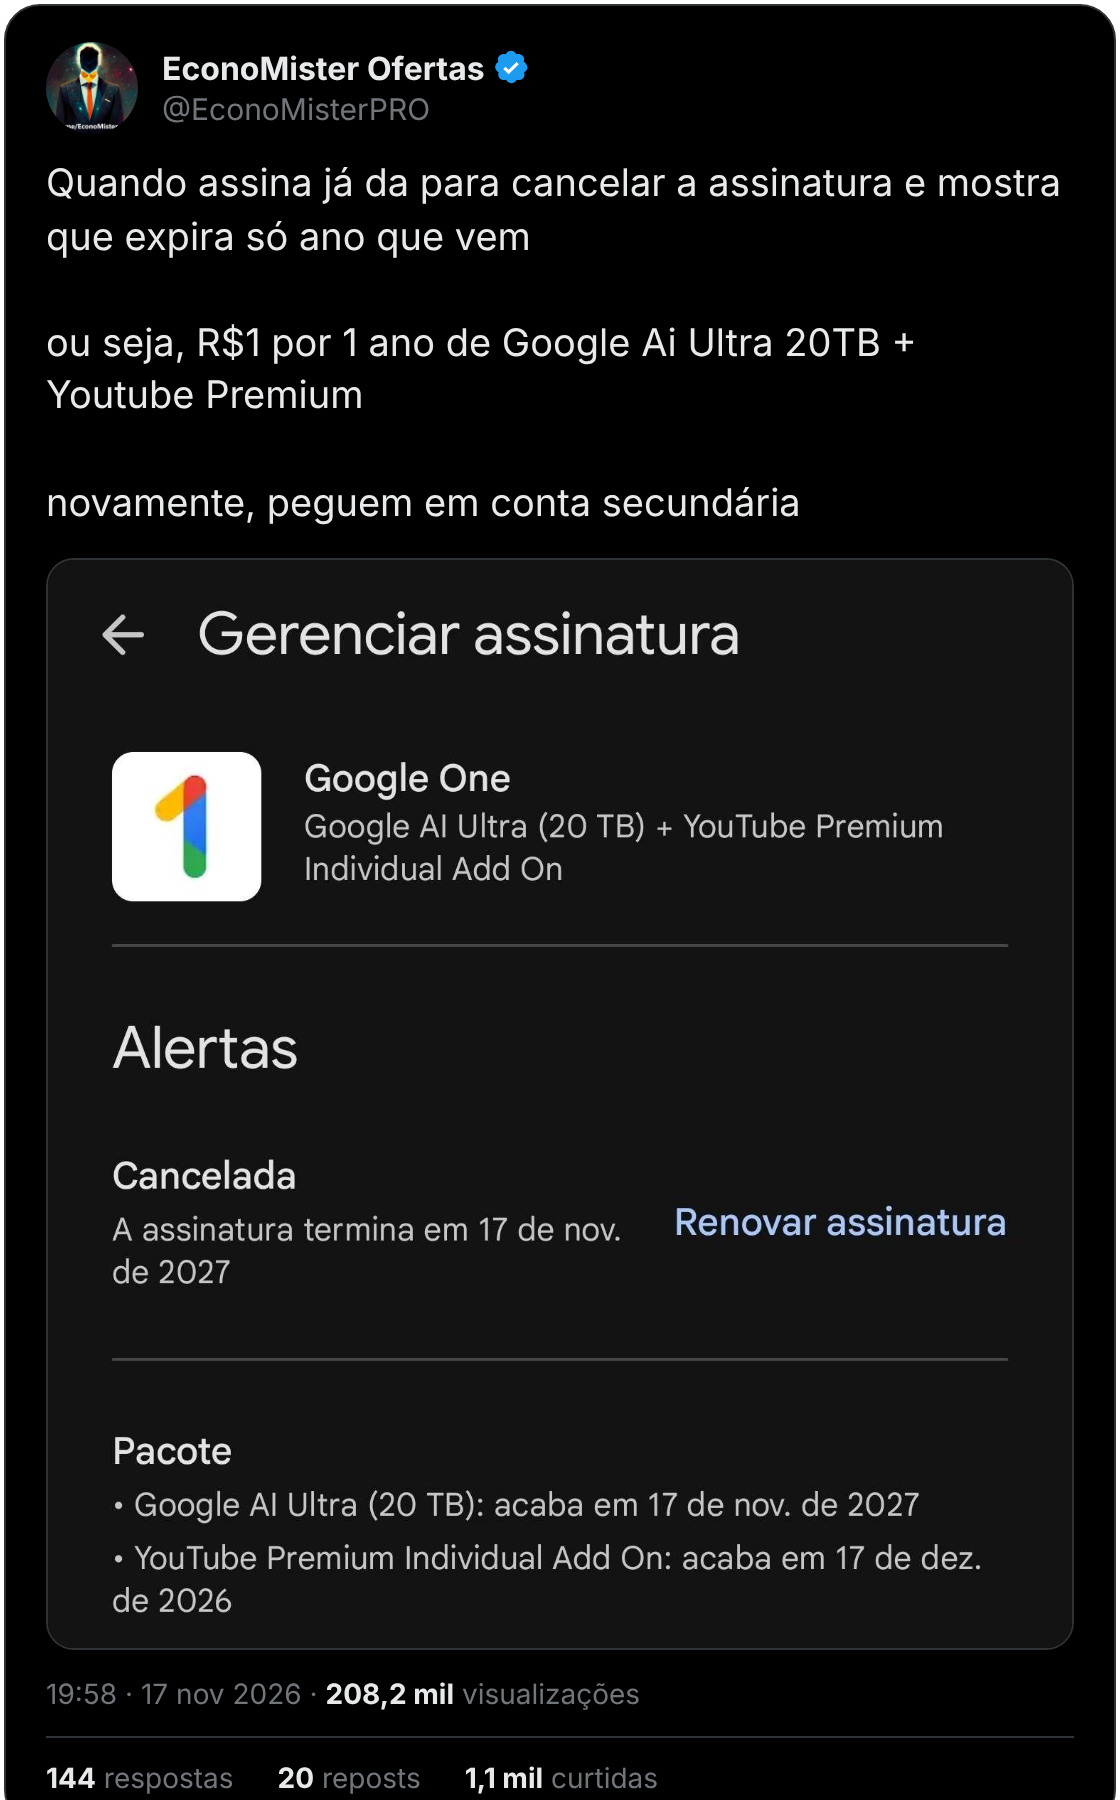 EconoMister Ofertas
@EconoMisterPRO
Quando assina já da para cancelar a assinatura e mostra
que expira só ano que vem
ou seja, R$1 por 1 ano de Google Ai Ultra 20TB +
Youtube Premium
novamente, peguem em conta secundária
Gerenciar assinatura
Google One
Google AI Ultra (20 TB) + YouTube Premium
Individual Add On
Alertas
Cancelada
A assinatura termina em 17 de nov.
de 2027
Renovar assinatura
Pacote
• Google AI Ultra (20 TB): acaba em 17 de nov. de 2027
• YouTube Premium Individual Add On: acaba em 17 de dez.
de 2026
19:58 · 17 nov 2026 · 208,2 mil visualizações
144 respostas 20 reposts 1,1 mil curtidas